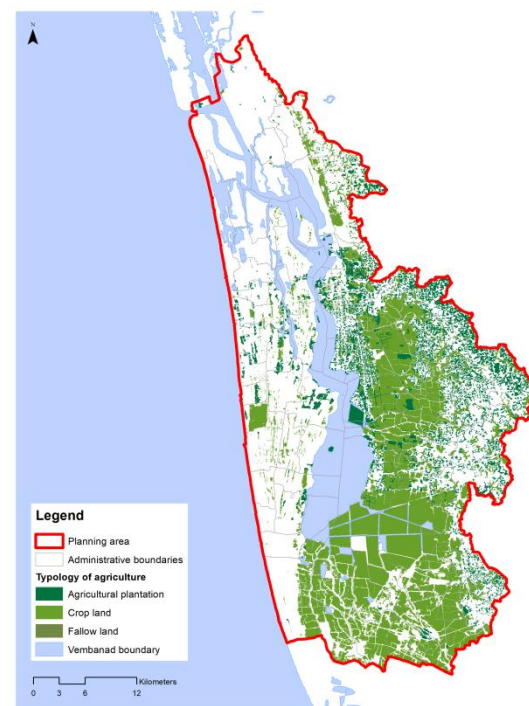 N
Legend
Planning area
Administrative boundaries
Typology of agriculture
Agricultural plantation
Crop land
Fallow land
Vembanad boundary
Kilometers
0 3 6 12